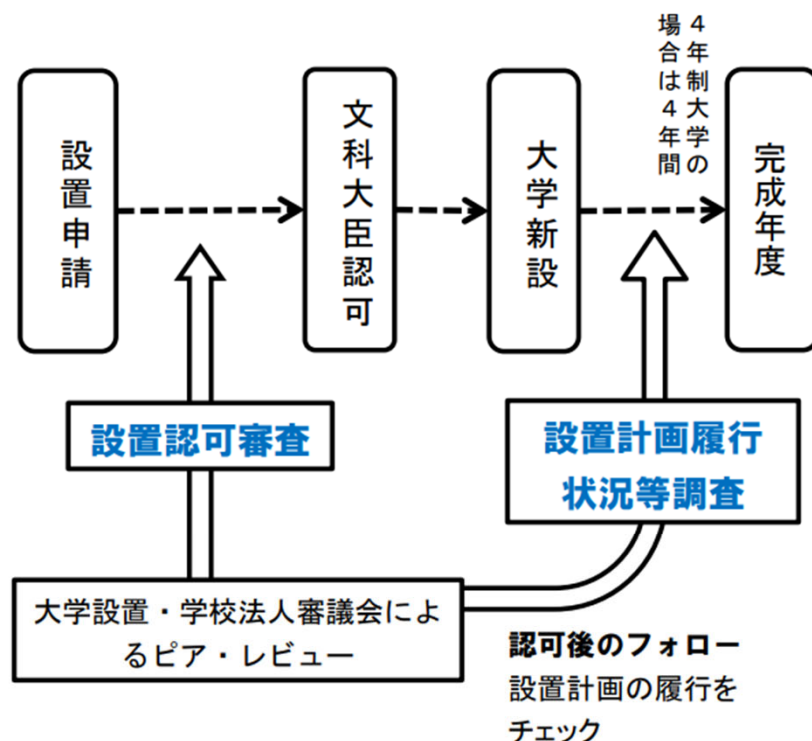 設置申請
文科大臣認可
大学新設
4年制大学の
場合は4年間
完成年度
設置認可審査
設置計画履行
状況等調査
大学設置・学校法人審議会によ
るピア・レビュー
認可後のフォロー
設置計画の履行を
チェック